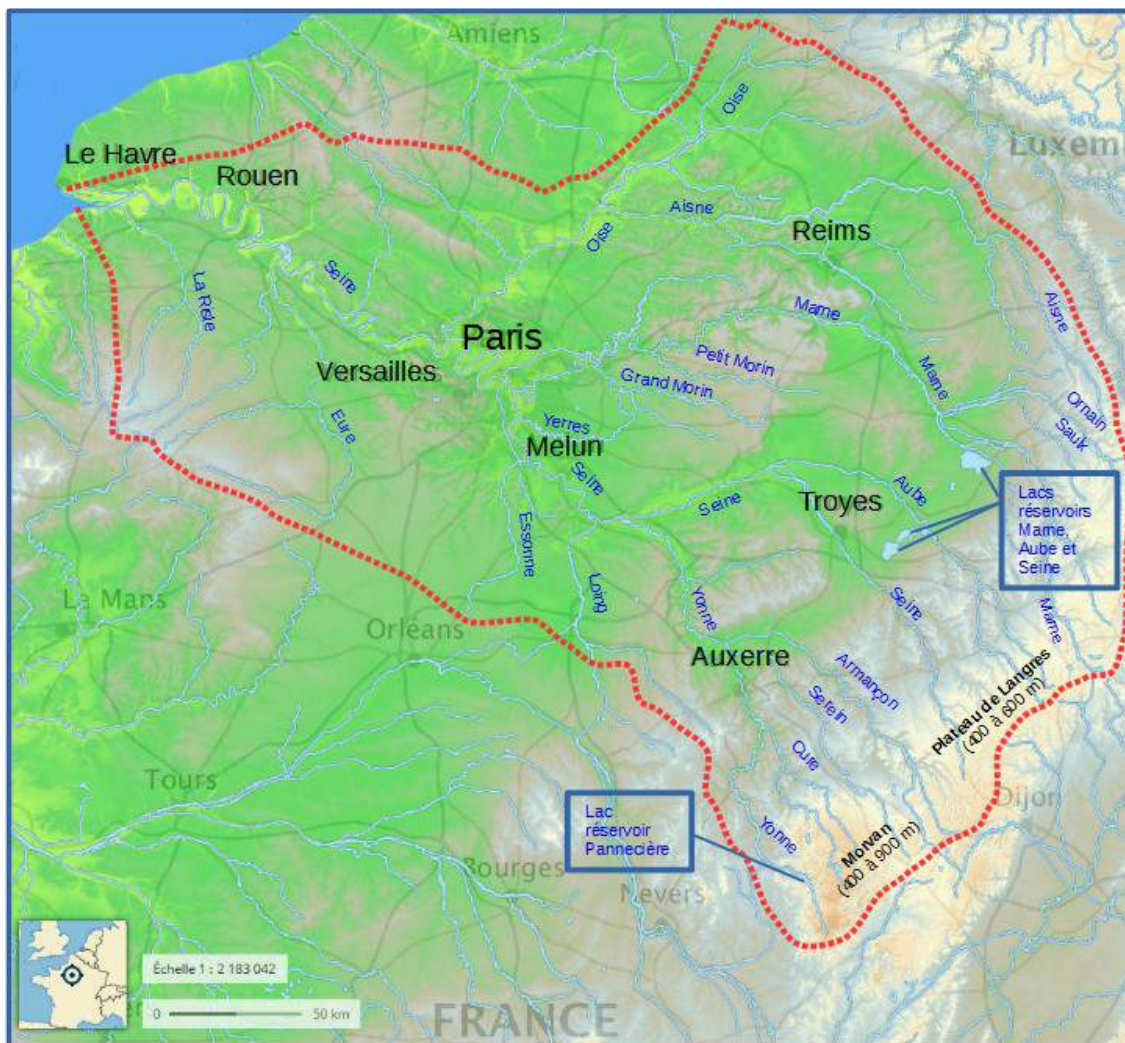 Amiens
Oise
Luxem
Le Havre
Rouen
Aisne
Reims
Oise
Seine
La Risle
Aisne
Marne
Paris
Petit Morin
Versailles
Grand Morin
Marne
Ornain
Eure
Yerres
Saulx
Melun
Seine
Aube
Troyes
Seine
Lacs
réservoirs
Marne,
Aube et
Seine
Essonne
Loing
Le Mans
Yonne
Seine
Marne
Orléans
Auxerre
Armançon
Serein
Plateau de Langres
(400 à 600 m)
Cure
Tours
Dijon
Lac
réservoir
Pannecière
Yonne
Morvan
(400 à 900 m)
Bourges
Nevers
Échelle 1 : 2 183 042
0
50 km
FRANCE